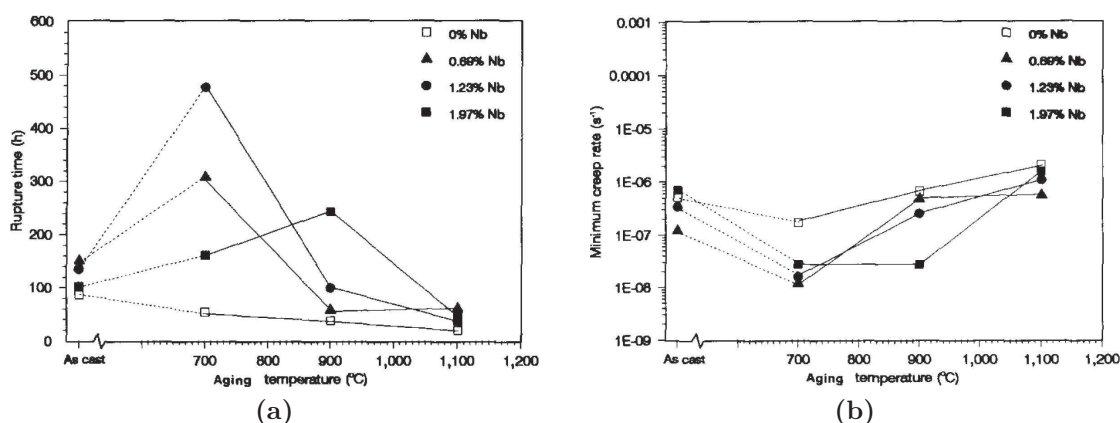 600
500
400
300
200
100
0
Rupture time (h)
0% Nb
0.69% Nb
1.23% Nb
1.97% Nb
As cast
700
800
900
1,000
1,100
1,200
Aging temperature (ºC)
(a)
0,001
0,0001
1E-05
1E-06
1E-07
1E-08
1E-09
Minimum creep rate (s⁻¹)
0% Nb
0.69% Nb
1.23% Nb
1.97% Nb
As cast
700
800
900
1,000
1,100
1,200
Aging temperature (ºC)
(b)